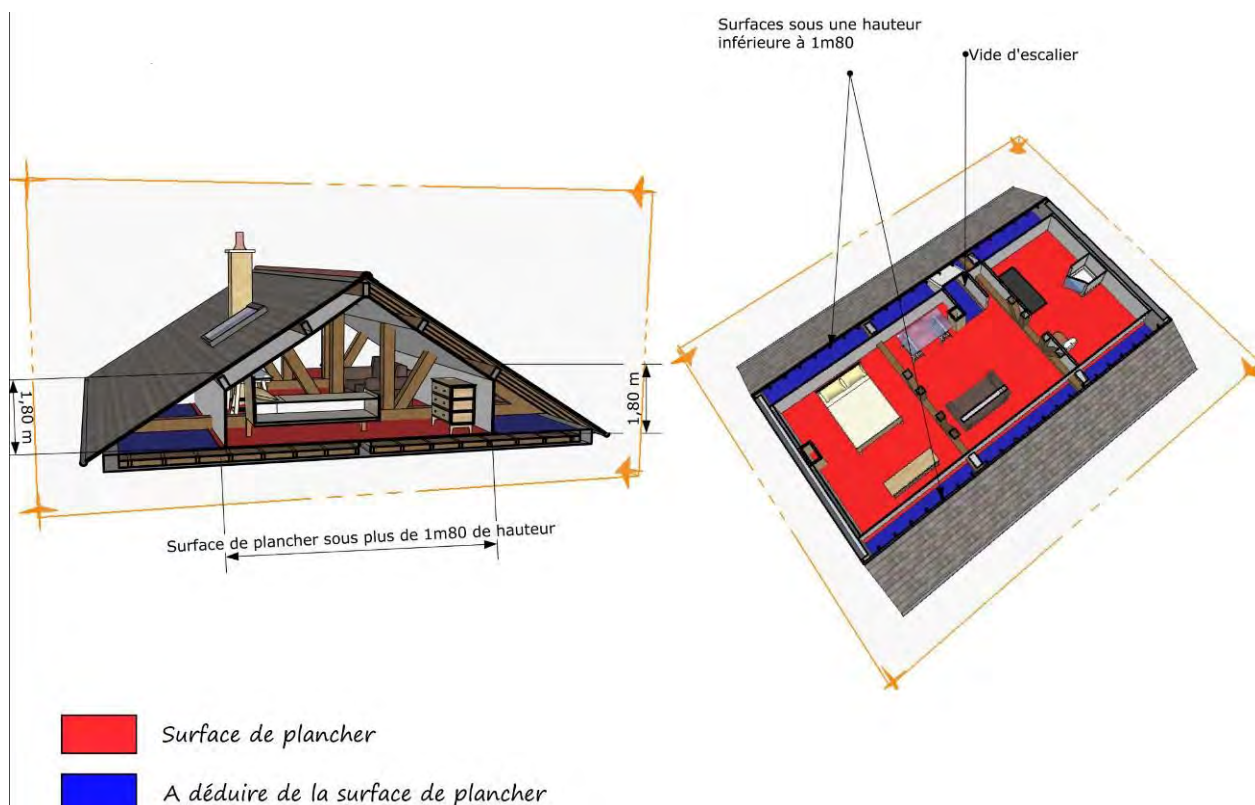 Surfaces sous une hauteur
inférieure à 1m80
Vide d'escalier
1,80 m
1,80 m
Surface de plancher sous plus de 1m80 de hauteur
Surface de plancher
A déduire de la surface de plancher